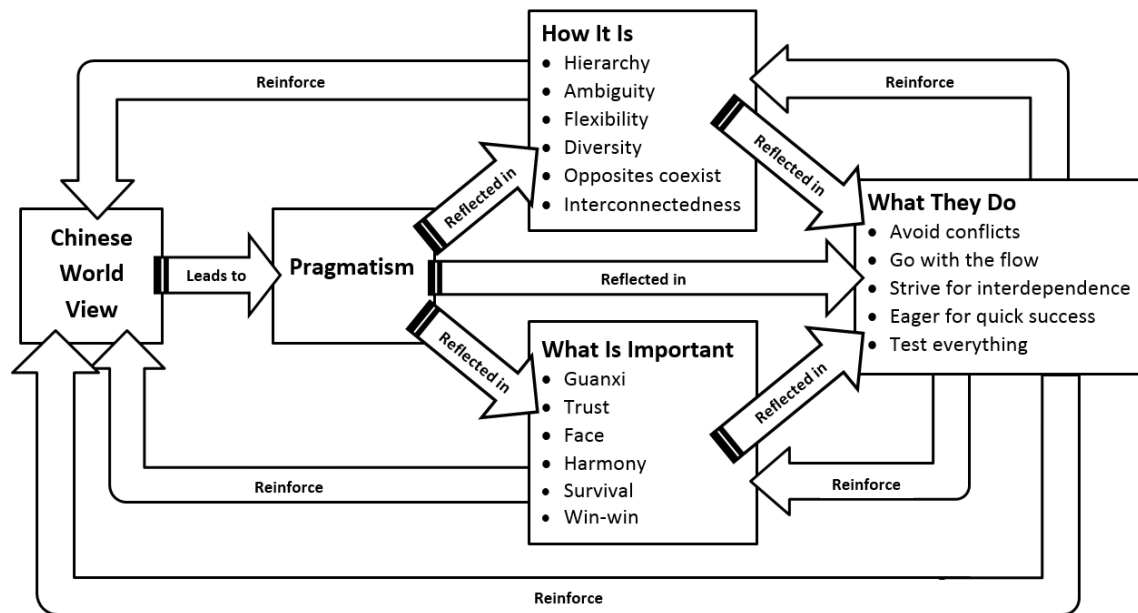 How It Is
• Hierarchy
• Ambiguity
• Flexibility
• Diversity
• Opposites coexist
• Interconnectedness
Reinforce
Reinforce
Reflected in
Reflected in
Chinese
World
View
Leads to
Pragmatism
Reflected in
What They Do
• Avoid conflicts
• Go with the flow
• Strive for interdependence
• Eager for quick success
• Test everything
Reflected in
Reflected in
What Is Important
• Guanxi
• Trust
• Face
• Harmony
• Survival
• Win-win
Reinforce
Reinforce
Reinforce